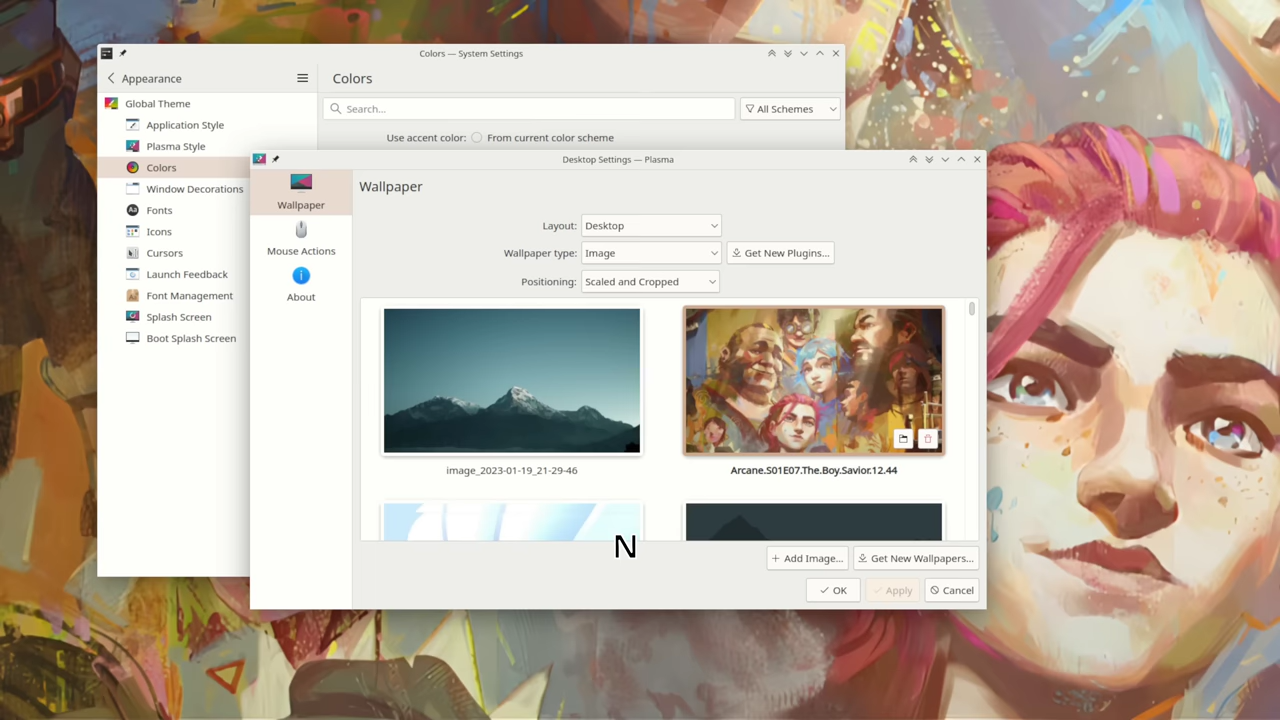 Colors — System Settings
Appearance
Colors
Global Theme
Search...
All Schemes
Application Style
Use accent color:
From current color scheme
Plasma Style
Colors
Window Decorations
Aa
Fonts
Icons
Cursors
Launch Feedback
Font Management
Splash Screen
Boot Splash Screen
Desktop Settings — Plasma
Wallpaper
Mouse Actions
About
Wallpaper
Layout:
Desktop
Wallpaper type:
Image
Get New Plugins...
Positioning:
Scaled and Cropped
image_2023-01-19_21-29-46
Arcane.S01E07.The.Boy.Savior.12.44
N
Add Image...
Get New Wallpapers...
OK
Apply
Cancel